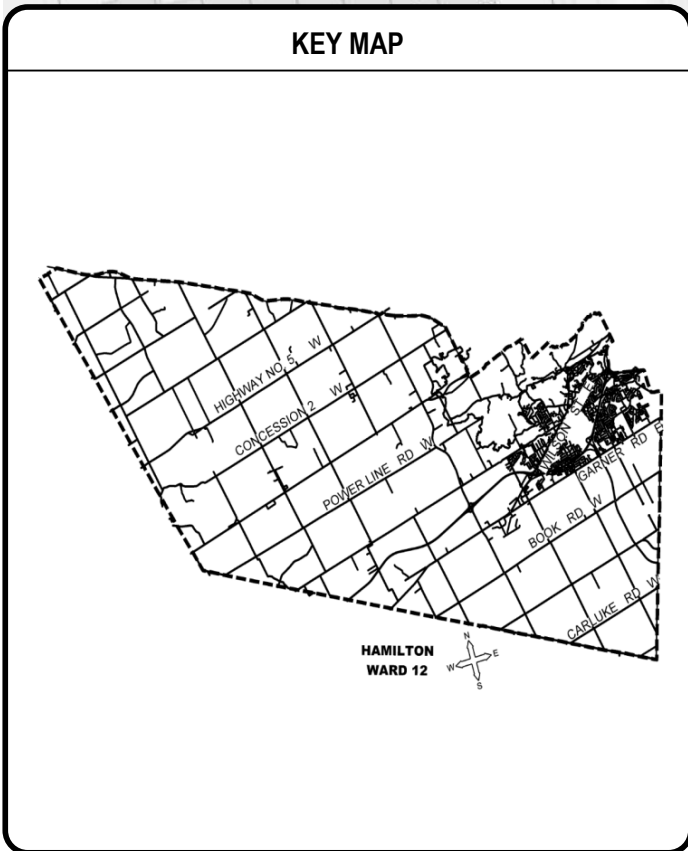 KEY MAP
HIGHWAY NO. 5 W
CONCESSION 2 W
POWER LINE RD W
WILSON ST E
GARNER RD E
BOOK RD W
CARLUKE RD W
HAMILTON
WARD 12
N
W
E
S